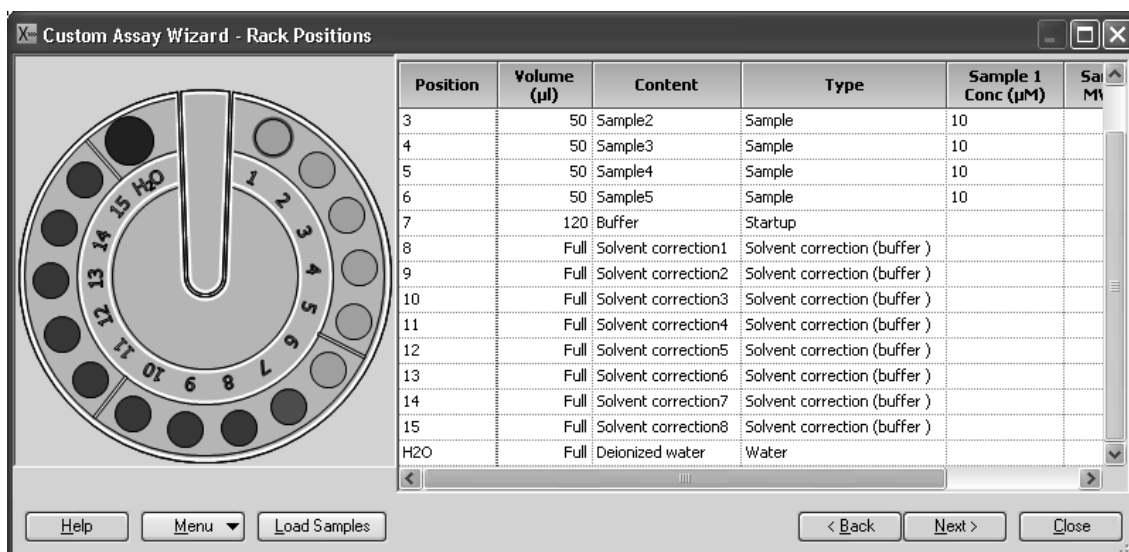 Custom Assay Wizard - Rack Positions
Position Volume (µl) Content Type Sample 1 Conc (µM)
3 50 Sample2 Sample 10
4 50 Sample3 Sample 10
5 50 Sample4 Sample 10
6 50 Sample5 Sample 10
7 120 Buffer Startup
8 Full Solvent correction1 Solvent correction (buffer )
9 Full Solvent correction2 Solvent correction (buffer )
10 Full Solvent correction3 Solvent correction (buffer )
11 Full Solvent correction4 Solvent correction (buffer )
12 Full Solvent correction5 Solvent correction (buffer )
13 Full Solvent correction6 Solvent correction (buffer )
14 Full Solvent correction7 Solvent correction (buffer )
15 Full Solvent correction8 Solvent correction (buffer )
H2O Full Deionized water Water
1 2 3 4 5 6 7 8 9 10 11 12 13 14 15 H₂O
Help Menu Load Samples < Back Next > Close